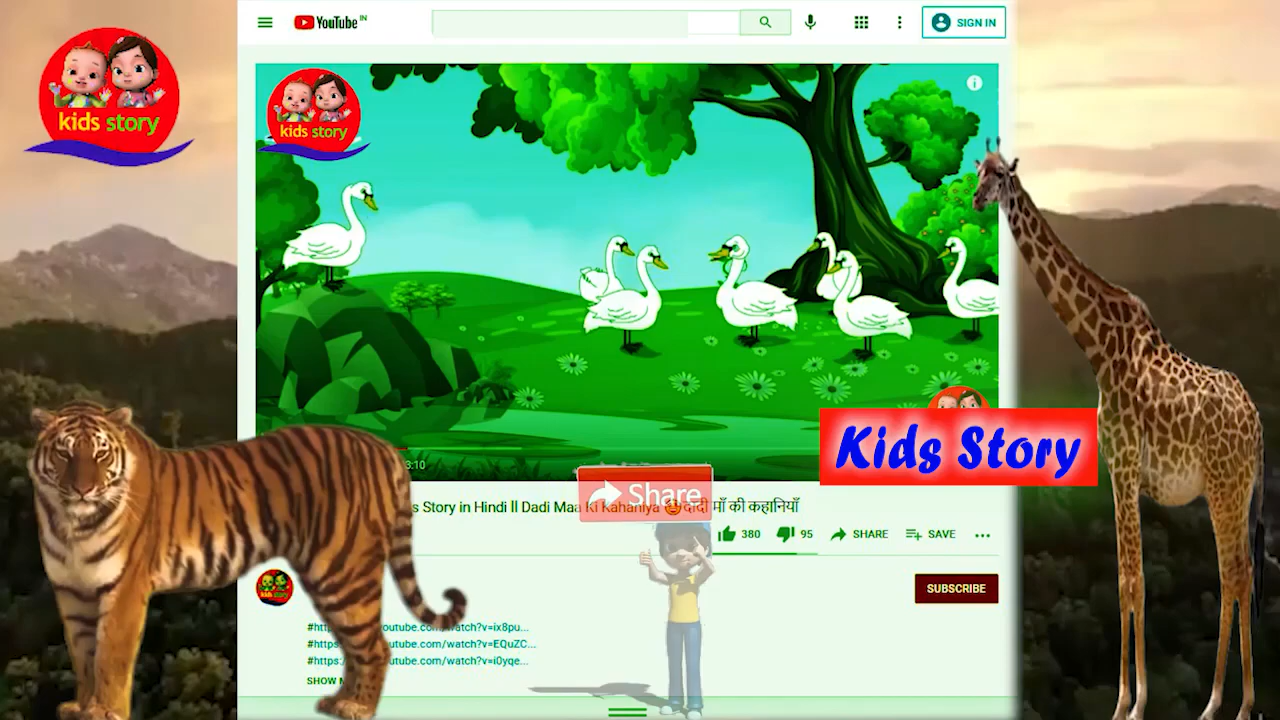 kids story
YouTube IN
SIGN IN
kids story
Kids Story
3:10
Share
s Story in Hindi ll Dadi Maa Ki Kahaniya दादी माँ की कहानियाँ
380 95 SHARE SAVE
kids story
SUBSCRIBE
#htt outube.com/watch?v=ix8pu...
#https outube.com/watch?v=EQuZC...
#https:/ outube.com/watch?v=i0yqe...
SHOW M